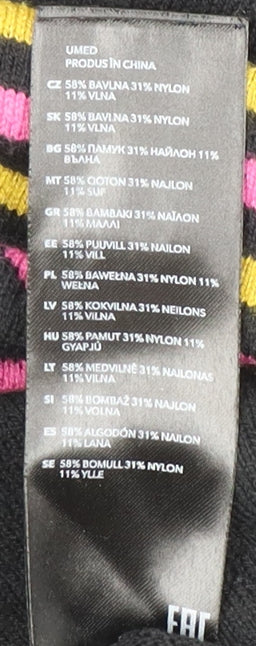 UMED
PRODUS ÎN CHINA
CZ 58% BAVLNA 31% NYLON
11% VLNA
SK 58% BAVLNA 31% NYLON
11% VLNA
BG 58% ПАМУК 31% НАЙЛОН 11%
ВЪЛНА
MT 58% QOTON 31% NAJLON
11% SUF
GR 58% ΒΑΜΒΑΚΙ 31% ΝΑΪΛΟΝ
11% ΜΑΛΛΙ
EE 58% PUUVILL 31% NAILON
11% VILL
PL 58% BAWEŁNA 31% NYLON 11%
WEŁNA
LV 58% KOKVILNA 31% NEILONS
11% VILNA
HU 58% PAMUT 31% NYLON 11%
GYAPJÚ
LT 58% MEDVILNĖ 31% NAILONAS
11% VILNA
SI 58% BOMBAŽ 31% NAJLON
11% VOLNA
ES 58% ALGODÓN 31% NAILON
11% LANA
SE 58% BOMULL 31% NYLON
11% YLLE
EAC